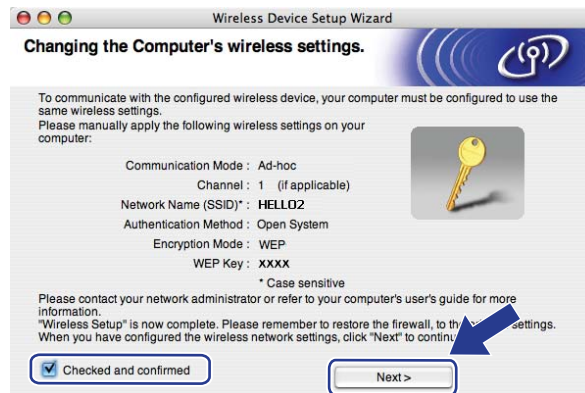 Wireless Device Setup Wizard
Changing the Computer's wireless settings.
To communicate with the configured wireless device, your computer must be configured to use the
same wireless settings.
Please manually apply the following wireless settings on your
computer:
Communication Mode : Ad-hoc
Channel : 1 (if applicable)
Network Name (SSID)* : HELLO2
Authentication Method : Open System
Encryption Mode : WEP
WEP Key : XXXX
* Case sensitive
Please contact your network administrator or refer to your computer's user's guide for more
information.
"Wireless Setup" is now complete. Please remember to restore the firewall, to the settings.
When you have configured the wireless network settings, click "Next" to
Checked and confirmed
Next >